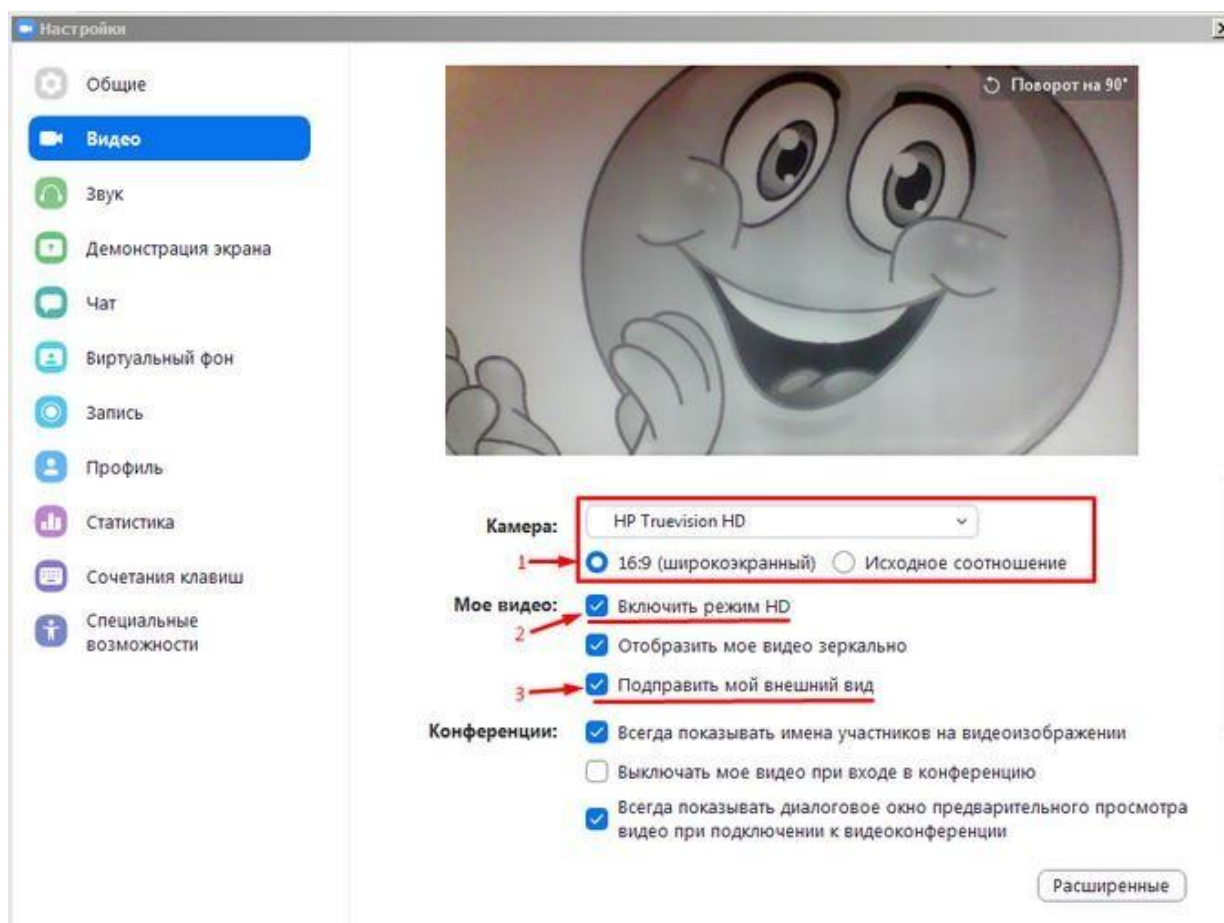 Настройки
Общие
Видео
Звук
Демонстрация экрана
Чат
Виртуальный фон
Запись
Профиль
Статистика
Сочетания клавиш
Специальные
возможности
Поворот на 90°
Камера:
HP Truevision HD
1
16:9 (широкоэкранный) Исходное соотношение
Мое видео:
Включить режим HD
2
Отобразить мое видео зеркально
3
Подправить мой внешний вид
Конференции:
Всегда показывать имена участников на видеоизображении
Выключать мое видео при входе в конференцию
Всегда показывать диалоговое окно предварительного просмотра
видео при подключении к видеоконференции
Расширенные